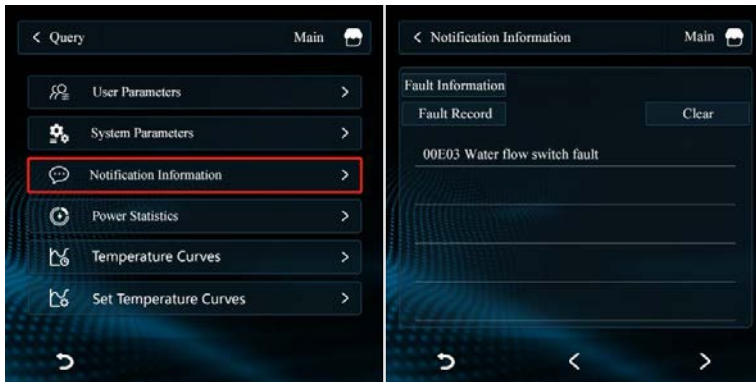 Query
Main
User Parameters
System Parameters
Notification Information
Power Statistics
Temperature Curves
Set Temperature Curves
Notification Information
Main
Fault Information
Fault Record
Clear
00E03 Water flow switch fault